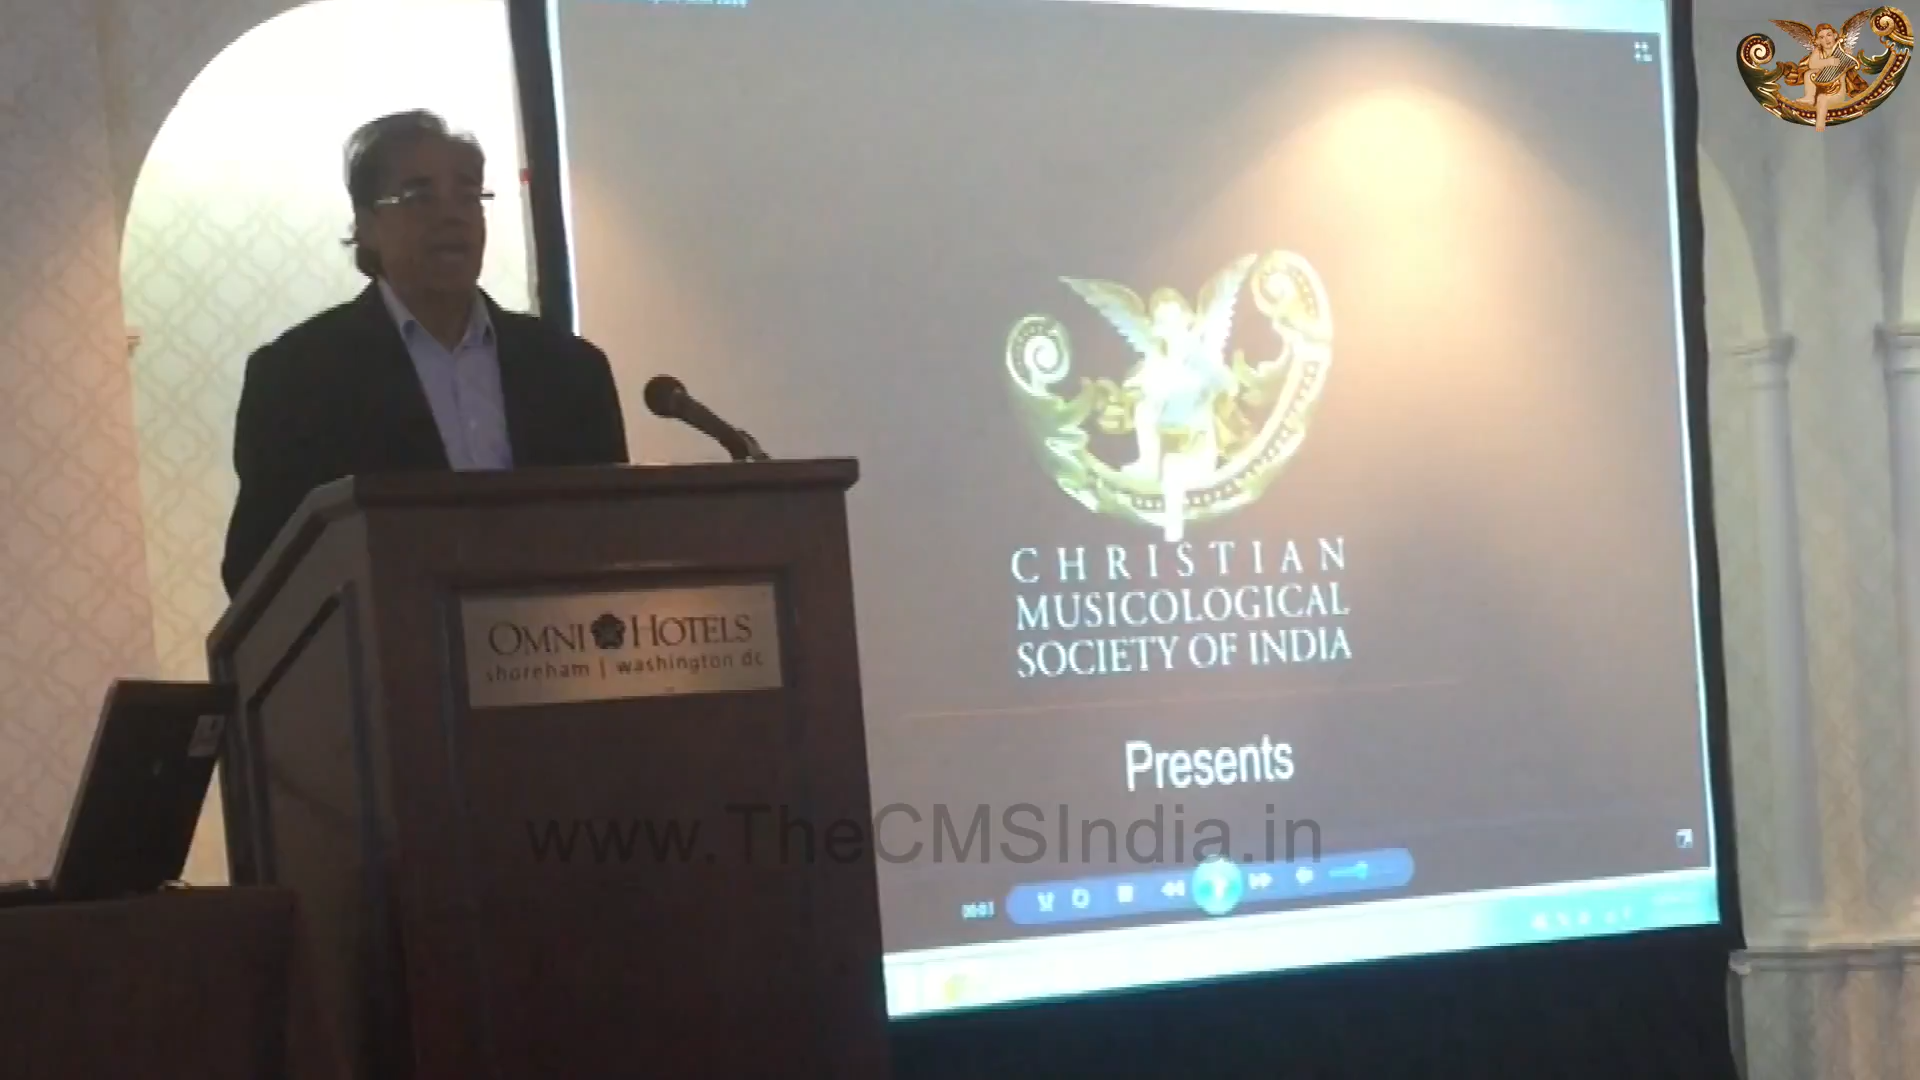 CHRISTIAN
MUSICOLOGICAL
SOCIETY OF INDIA
Presents
OMNI HOTELS
shoreham | washington dc
www.TheCMSIndia.in